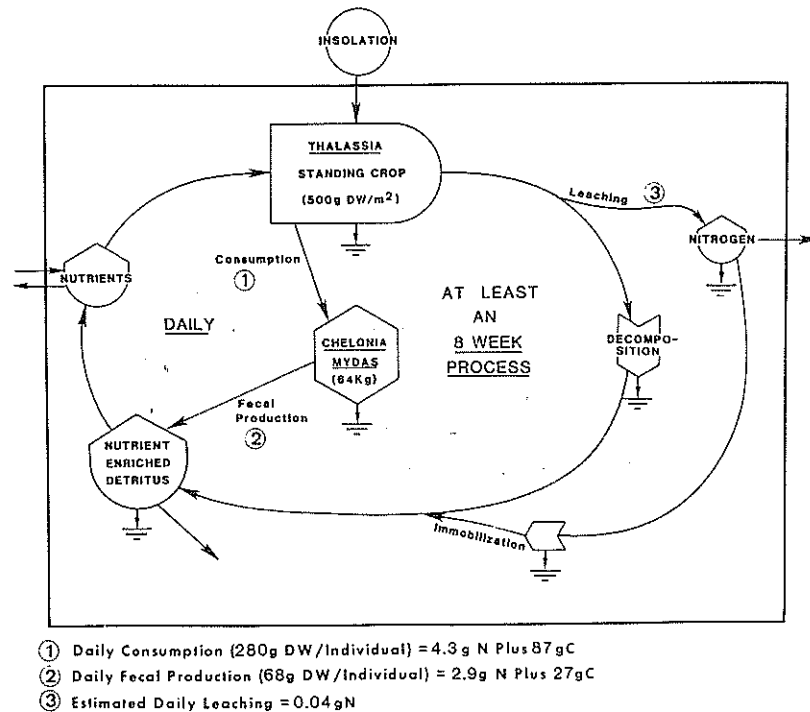 INSOLATION
THALASSIA
STANDING CROP
(500g DW/m²)
Leaching ③
NITROGEN
NUTRIENTS
Consumption
①
DAILY
AT LEAST
AN
8 WEEK
PROCESS
CHELONIA
MYDAS
(64Kg)
DECOMPO-
SITION
Fecal
Production
②
NUTRIENT
ENRICHED
DETRITUS
Immobilization
① Daily Consumption (280g DW/Individual) = 4.3 g N Plus 87gC
② Daily Fecal Production (68g DW/Individual) = 2.9g N Plus 27gC
③ Estimated Daily Leaching = 0.04gN